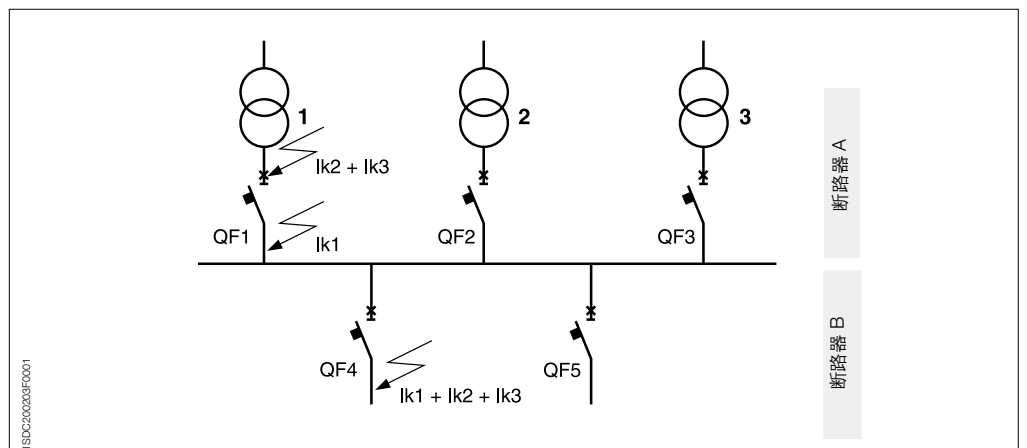 1
2
3
Ik2 + Ik3
QF1
Ik1
QF2
QF3
断路器 A
QF4
Ik1 + Ik2 + Ik3
QF5
断路器 B
1SDC200203F0001